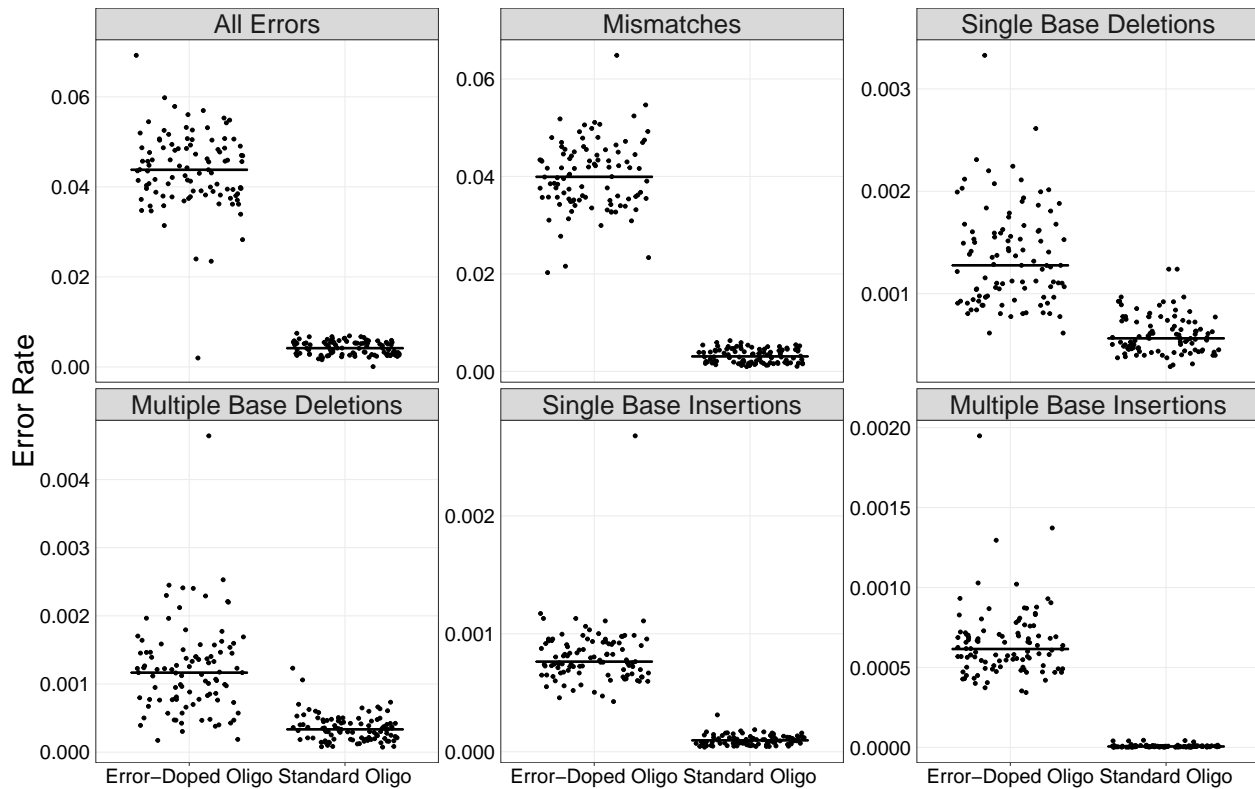 All Errors
Mismatches
Single Base Deletions
0.06
0.04
0.02
0.00
0.06
0.04
0.02
0.00
0.003
0.002
0.001
Error Rate
Multiple Base Deletions
Single Base Insertions
Multiple Base Insertions
0.004
0.003
0.002
0.001
0.000
0.002
0.001
0.000
0.0020
0.0015
0.0010
0.0005
0.0000
Error−Doped Oligo Standard Oligo
Error−Doped Oligo Standard Oligo
Error−Doped Oligo Standard Oligo